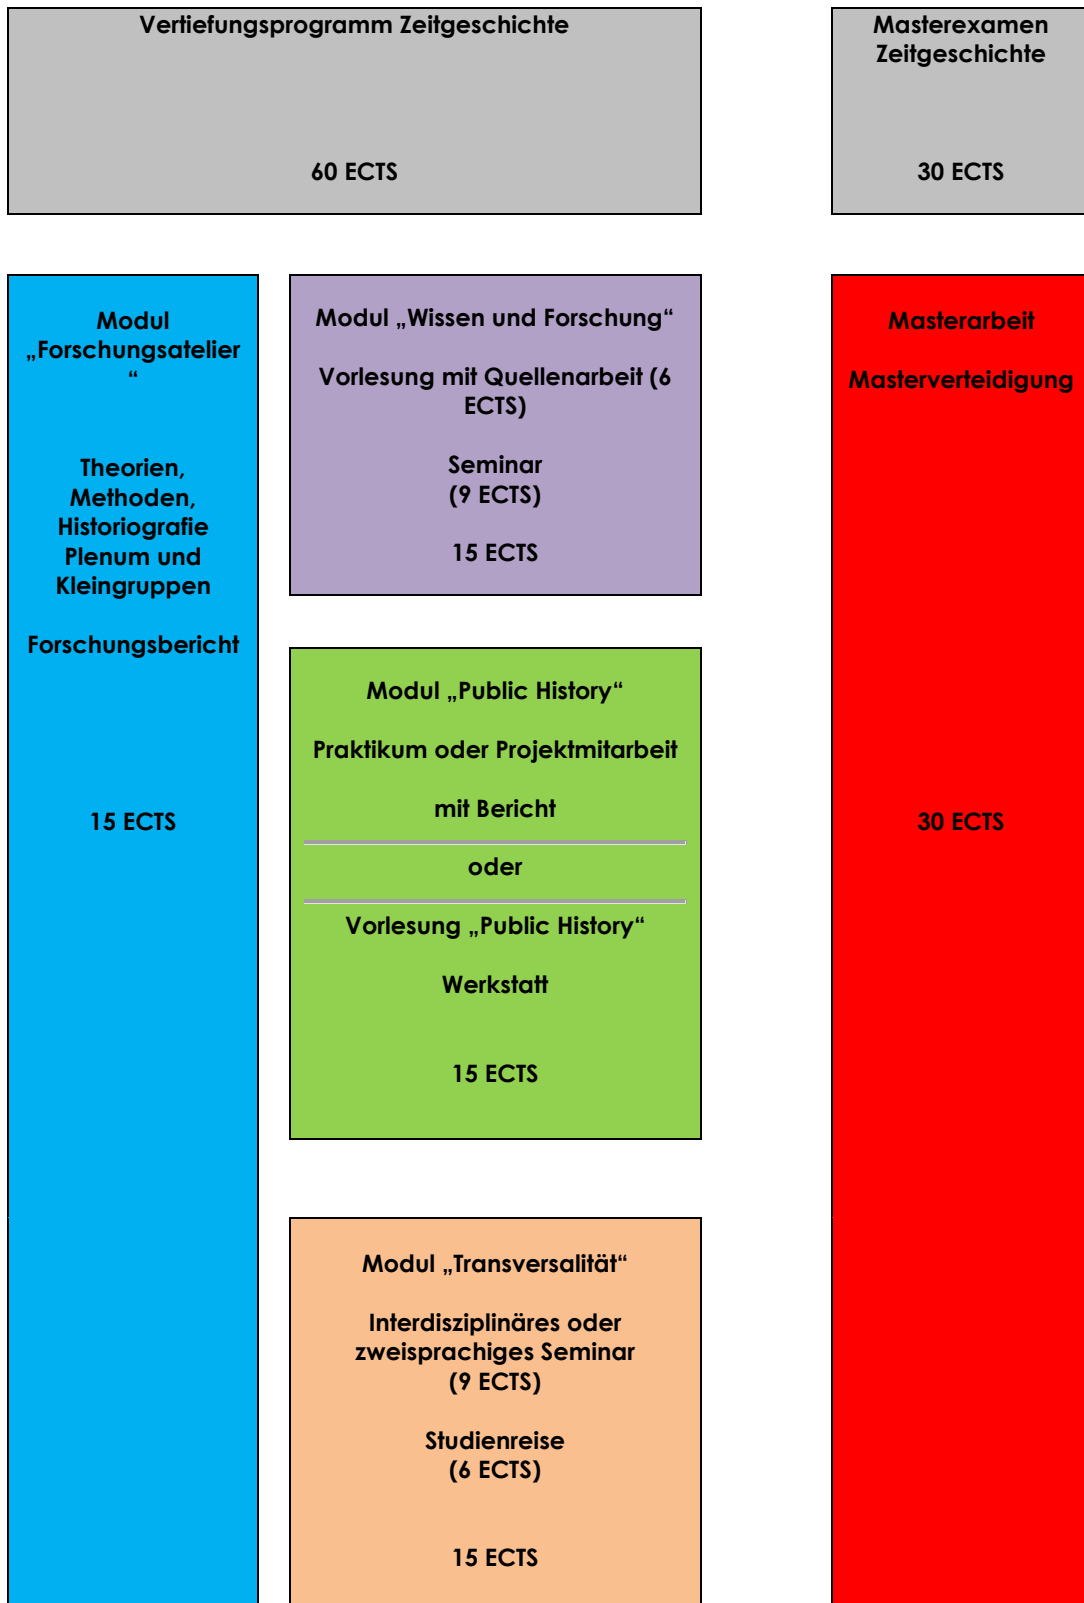 Vertiefungsprogramm Zeitgeschichte
60 ECTS
Masterexamen
Zeitgeschichte
30 ECTS
Modul
„Forschungsatelier
“
Theorien,
Methoden,
Historiografie
Plenum und
Kleingruppen
Forschungsbericht
15 ECTS
Modul „Wissen und Forschung“
Vorlesung mit Quellenarbeit (6
ECTS)
Seminar
(9 ECTS)
15 ECTS
Modul „Public History“
Praktikum oder Projektmitarbeit
mit Bericht
oder
Vorlesung „Public History“
Werkstatt
15 ECTS
Modul „Transversalität“
Interdisziplinäres oder
zweisprachiges Seminar
(9 ECTS)
Studienreise
(6 ECTS)
15 ECTS
Masterarbeit
Masterverteidigung
30 ECTS